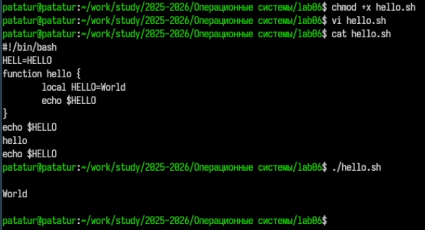 patatur@patatur:~/work/study/2025-2026/Операционные системы/lab06$ chmod +x hello.sh
patatur@patatur:~/work/study/2025-2026/Операционные системы/lab06$ vi hello.sh
patatur@patatur:~/work/study/2025-2026/Операционные системы/lab06$ cat hello.sh
#!/bin/bash
HELL=HELLO
function hello {
        local HELLO=World
        echo $HELLO
}
echo $HELLO
hello
echo $HELLO
patatur@patatur:~/work/study/2025-2026/Операционные системы/lab06$ ./hello.sh

World

patatur@patatur:~/work/study/2025-2026/Операционные системы/lab06$